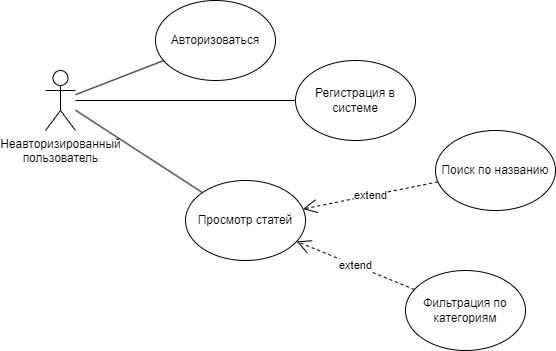 Авторизоваться
Регистрация в
системе
Неавторизированный
пользователь
Поиск по названию
extend
Просмотр статей
extend
Фильтрация по
категориям